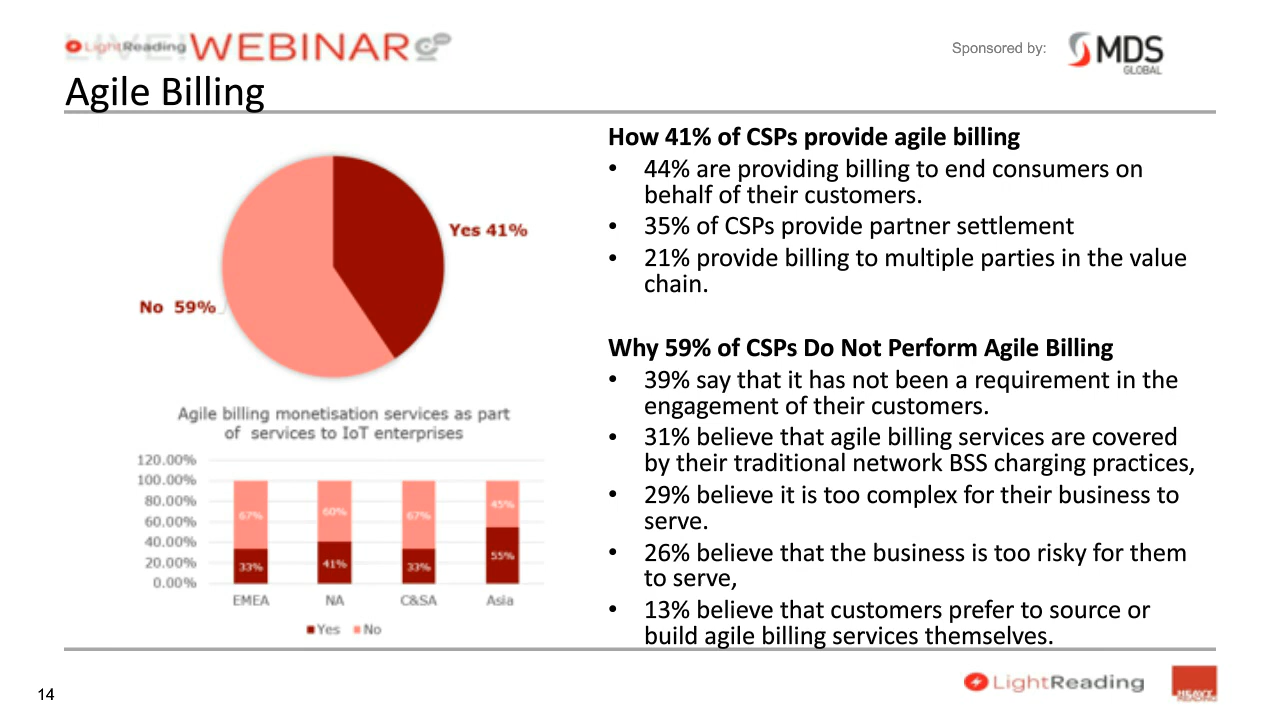 LightReading WEBINAR
Sponsored by:
MDS
GLOBAL
Agile Billing
Yes 41%
No 59%
Agile billing monetisation services as part
of services to IoT enterprises
120.00%
100.00%
80.00%
60.00%
40.00%
20.00%
0.00%
67% 60% 67% 45%
33% 41% 33% 55%
EMEA NA C&SA Asia
Yes No
How 41% of CSPs provide agile billing
• 44% are providing billing to end consumers on
behalf of their customers.
• 35% of CSPs provide partner settlement
• 21% provide billing to multiple parties in the value
chain.
Why 59% of CSPs Do Not Perform Agile Billing
• 39% say that it has not been a requirement in the
engagement of their customers.
• 31% believe that agile billing services are covered
by their traditional network BSS charging practices,
• 29% believe it is too complex for their business to
serve.
• 26% believe that the business is too risky for them
to serve,
• 13% believe that customers prefer to source or
build agile billing services themselves.
14
LightReading
HEAVY
READING